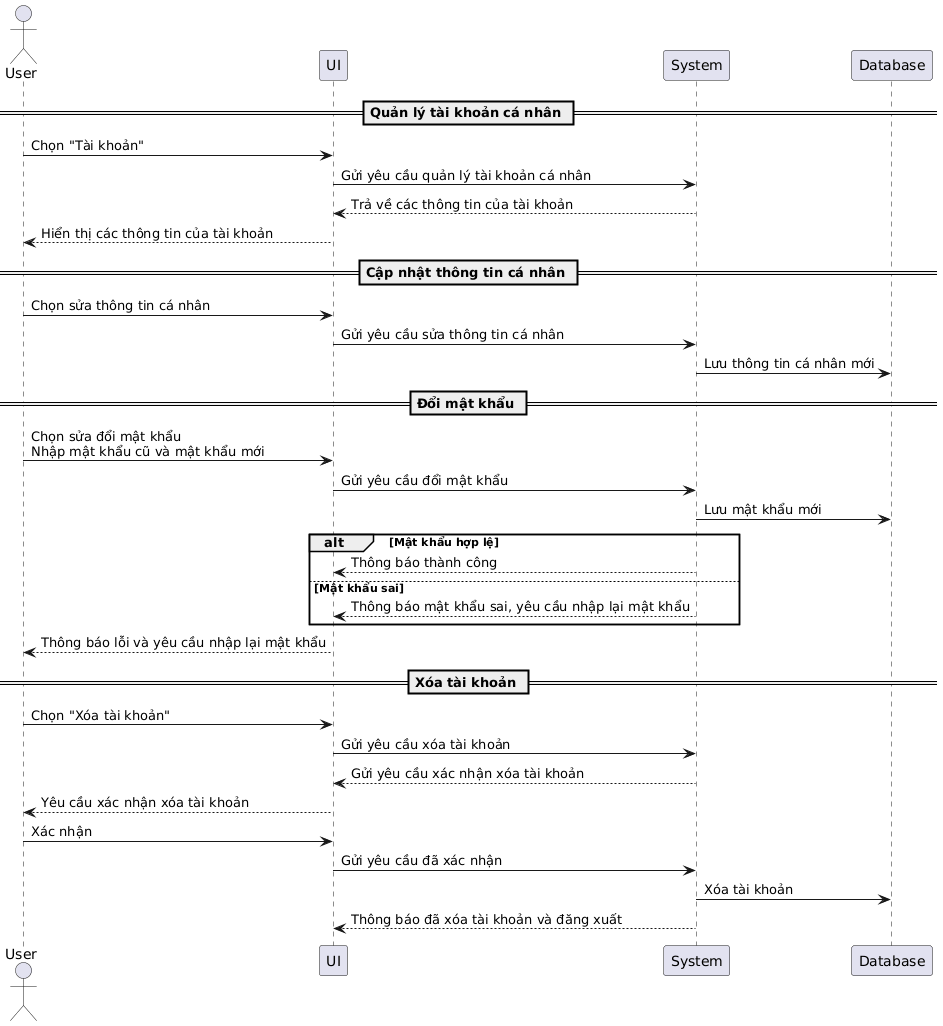 User
UI
System
Database
Quản lý tài khoản cá nhân
Chọn "Tài khoản"
Gửi yêu cầu quản lý tài khoản cá nhân
Trả về các thông tin của tài khoản
Hiển thị các thông tin của tài khoản
Cập nhật thông tin cá nhân
Chọn sửa thông tin cá nhân
Gửi yêu cầu sửa thông tin cá nhân
Lưu thông tin cá nhân mới
Đổi mật khẩu
Chọn sửa đổi mật khẩu
Nhập mật khẩu cũ và mật khẩu mới
Gửi yêu cầu đổi mật khẩu
Lưu mật khẩu mới
alt [Mật khẩu hợp lệ]
Thông báo thành công
[Mật khẩu sai]
Thông báo mật khẩu sai, yêu cầu nhập lại mật khẩu
Thông báo lỗi và yêu cầu nhập lại mật khẩu
Xóa tài khoản
Chọn "Xóa tài khoản"
Gửi yêu cầu xóa tài khoản
Gửi yêu cầu xác nhận xóa tài khoản
Yêu cầu xác nhận xóa tài khoản
Xác nhận
Gửi yêu cầu đã xác nhận
Xóa tài khoản
Thông báo đã xóa tài khoản và đăng xuất
User
UI
System
Database